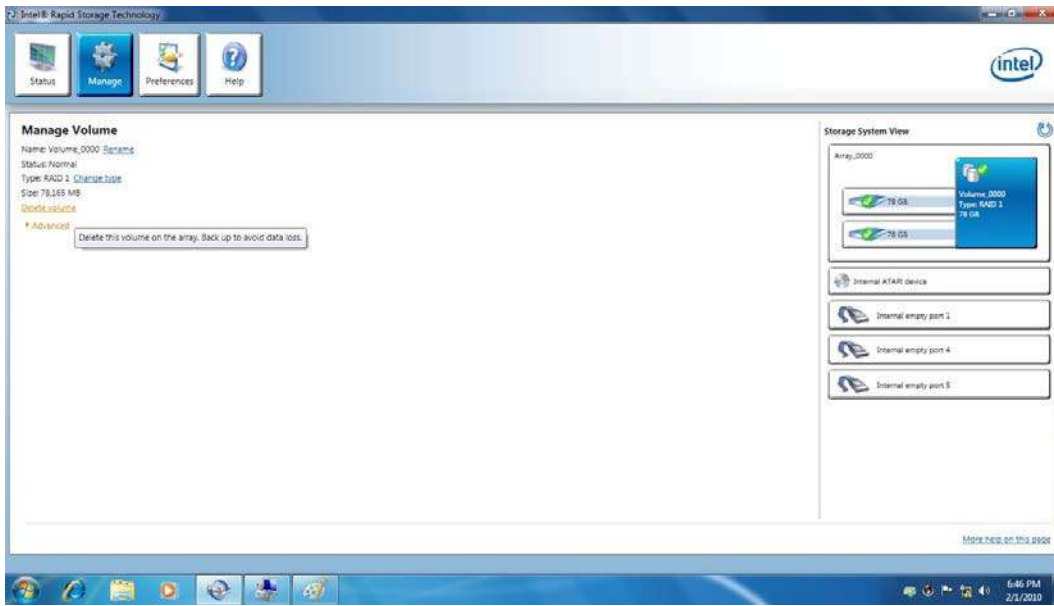 Intel® Rapid Storage Technology
Status
Manage
Preferences
Help
intel
Manage Volume
Name: Volume_0000 Rename
Status: Normal
Type: RAID 1 Change type
Size: 78,165 MB
Delete volume
Advanced
Delete this volume on the array. Back up to avoid data loss.
Storage System View
Array_0000
78 GB
78 GB
Volume_0000
Type: RAID 1
78 GB
Internal ATAPI device
Internal empty port 1
Internal empty port 4
Internal empty port 5
More help on this page
6:46 PM
2/1/2010